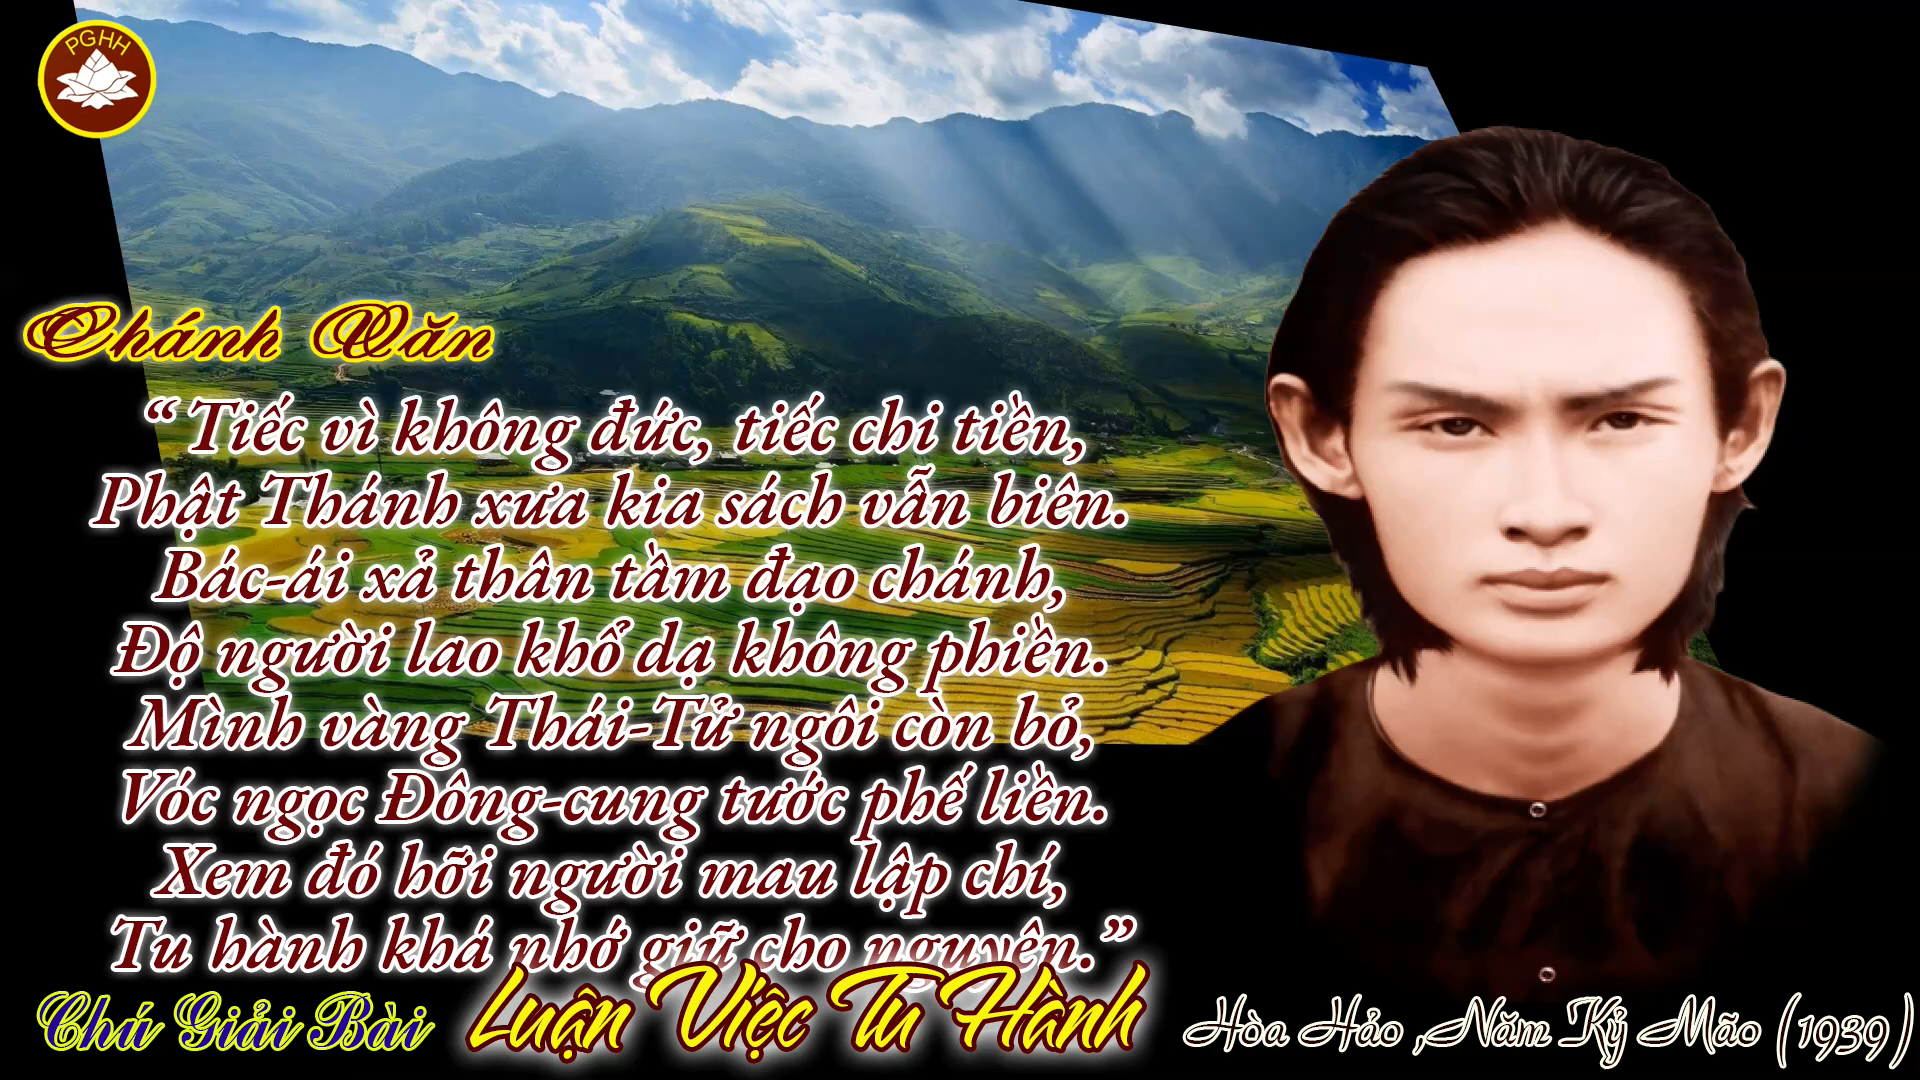 PGHH
Chánh Văn
“Tiếc vì không đức, tiếc chi tiền,
Phật Thánh xưa kia sách vẫn biên.
Bác-ái xả thân tầm đạo chánh,
Độ người lao khổ dạ không phiền.
Mình vàng Thái-Tử ngôi còn bỏ,
Vóc ngọc Đông-cung tước phế liền.
Xem đó hỡi người mau lập chí,
Tu hành khá nhớ giữ cho nguyên.”
Chú Giải Bài Luận Việc Tu Hành
Hòa Hảo ,Năm Kỷ Mão (1939)